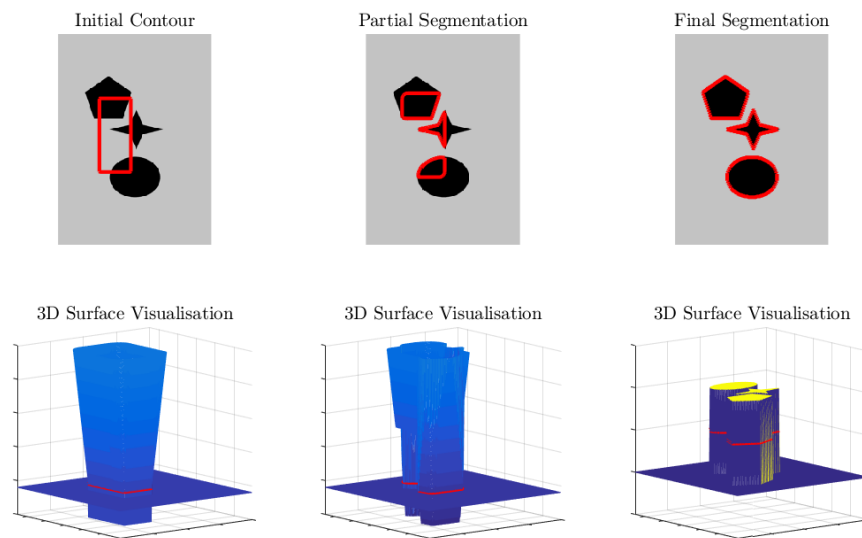 Initial Contour
Partial Segmentation
Final Segmentation
3D Surface Visualisation
3D Surface Visualisation
3D Surface Visualisation